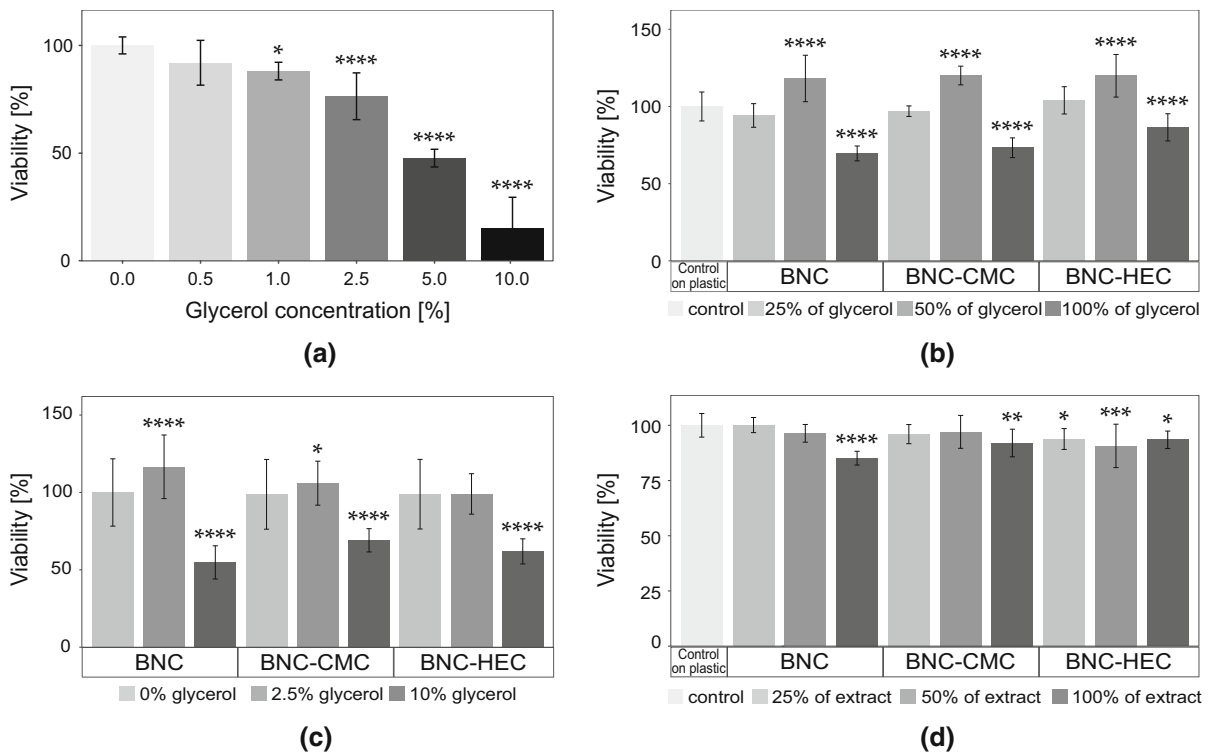 100
50
0
Viability [%]
*
****
****
****
0.0 0.5 1.0 2.5 5.0 10.0
Glycerol concentration [%]
(a)
150
100
50
0
Viability [%]
**** **** ****
**** **** ****
Control on plastic BNC BNC-CMC BNC-HEC
control 25% of glycerol 50% of glycerol 100% of glycerol
(b)
150
100
50
0
Viability [%]
**** *
**** **** ****
BNC BNC-CMC BNC-HEC
0% glycerol 2.5% glycerol 10% glycerol
(c)
100
75
50
25
0
Viability [%]
**** ** * *** *
Control on plastic BNC BNC-CMC BNC-HEC
control 25% of extract 50% of extract 100% of extract
(d)